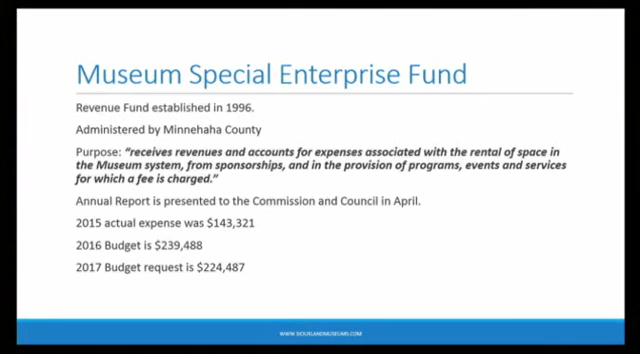 Museum Special Enterprise Fund
Revenue Fund established in 1996.
Administered by Minnehaha County
Purpose: “receives revenues and accounts for expenses associated with the rental of space in
the Museum system, from sponsorships, and in the provision of programs, events and services
for which a fee is charged.”
Annual Report is presented to the Commission and Council in April.
2015 actual expense was $143,321
2016 Budget is $239,488
2017 Budget request is $224,487
WWW.SIOUXLANDMUSEUMS.COM